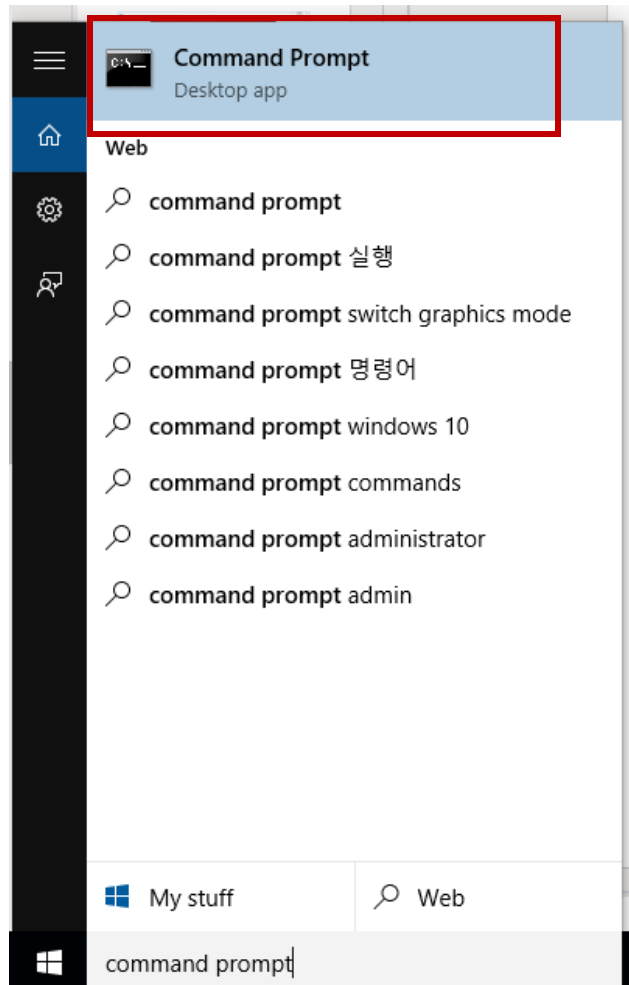 Command Prompt
Desktop app
Web
command prompt
command prompt 실행
command prompt switch graphics mode
command prompt 명령어
command prompt windows 10
command prompt commands
command prompt administrator
command prompt admin
My stuff
Web
command prompt